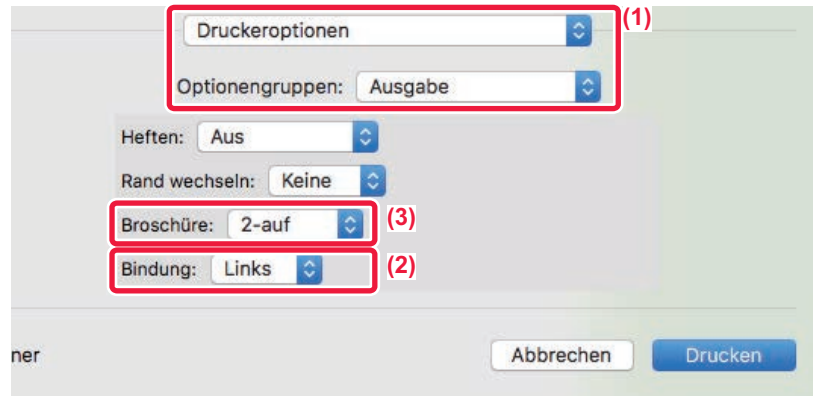 Druckeroptionen (1)
Optionengruppen: Ausgabe
Heften: Aus
Rand wechseln: Keine
Broschüre: 2-auf (3)
Bindung: Links (2)
ner Abbrechen Drucken